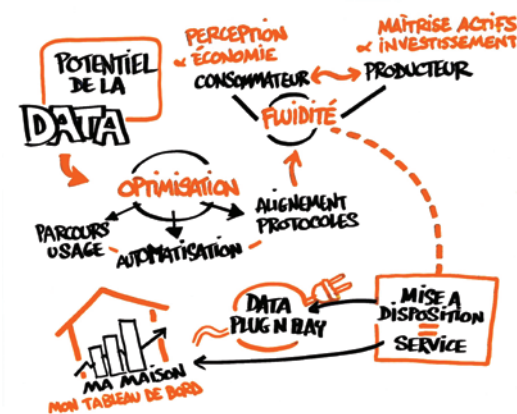 POTENTIEL
DE LA
DATA
PERCEPTION
& ÉCONOMIE
CONSOMMATEUR
MAÎTRISE ACTIFS
& INVESTISSEMENT
PRODUCTEUR
FLUIDITÉ
OPTIMISATION
PARCOURS
USAGE
AUTOMATISATION
ALIGNEMENT
PROTOCOLES
DATA
PLUG N PLAY
MISE A
DISPOSITION
=
SERVICE
MA MAISON
MON TABLEAU DE BORD